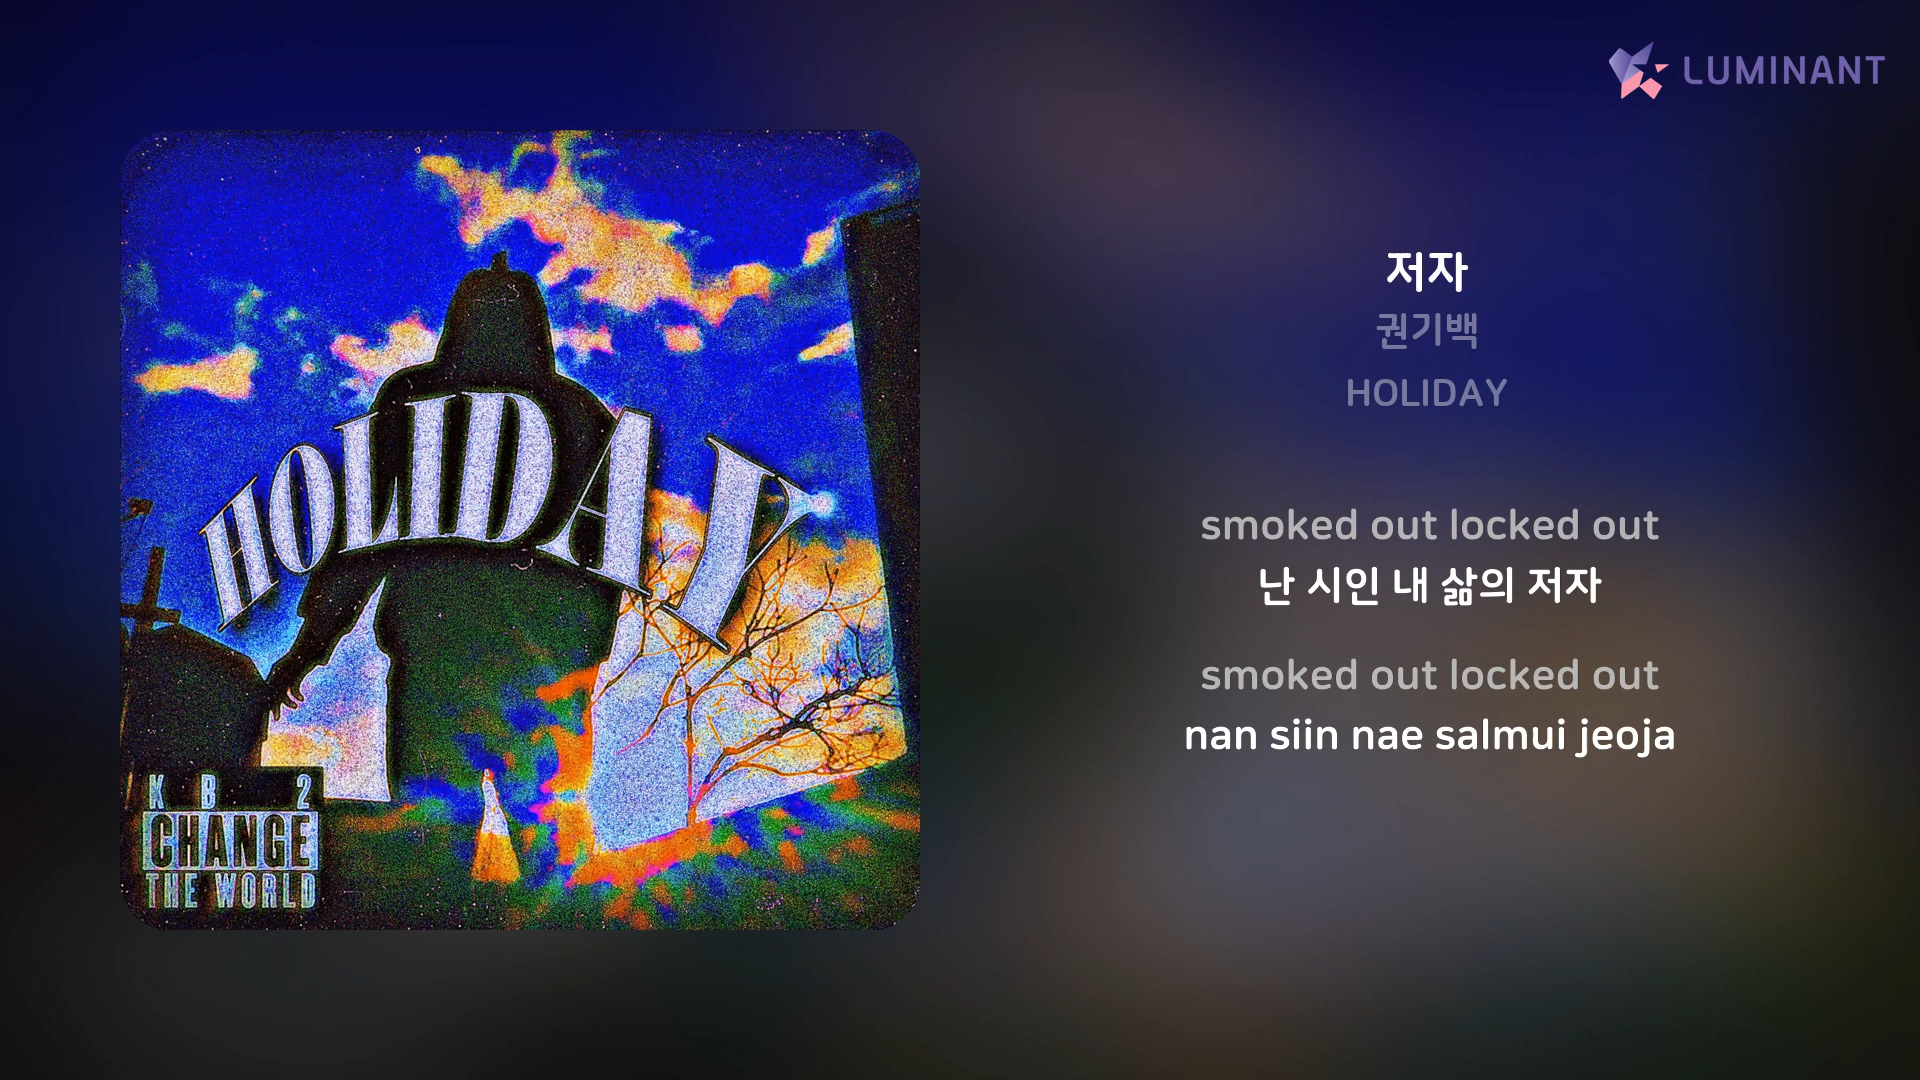 LUMINANT
HOLIDAY
K B 2
CHANGE
THE WORLD
저자
권기백
HOLIDAY
smoked out locked out
난 시인 내 삶의 저자
smoked out locked out
nan siin nae salmui jeoja